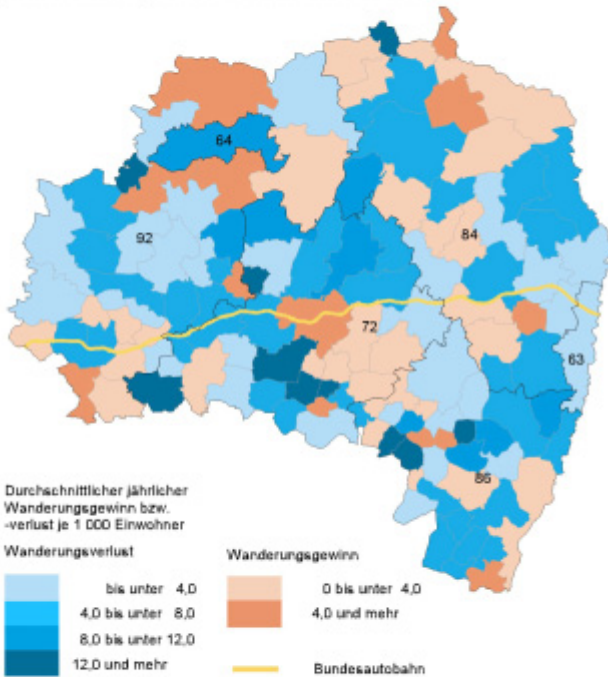 64
92
84
72
63
86
Durchschnittlicher jährlicher
Wanderungsgewinn bzw.
-verlust je 1 000 Einwohner
Wanderungsverlust
bis unter 4,0
4,0 bis unter 8,0
8,0 bis unter 12,0
12,0 und mehr
Wanderungsgewinn
0 bis unter 4,0
4,0 und mehr
Bundesautobahn